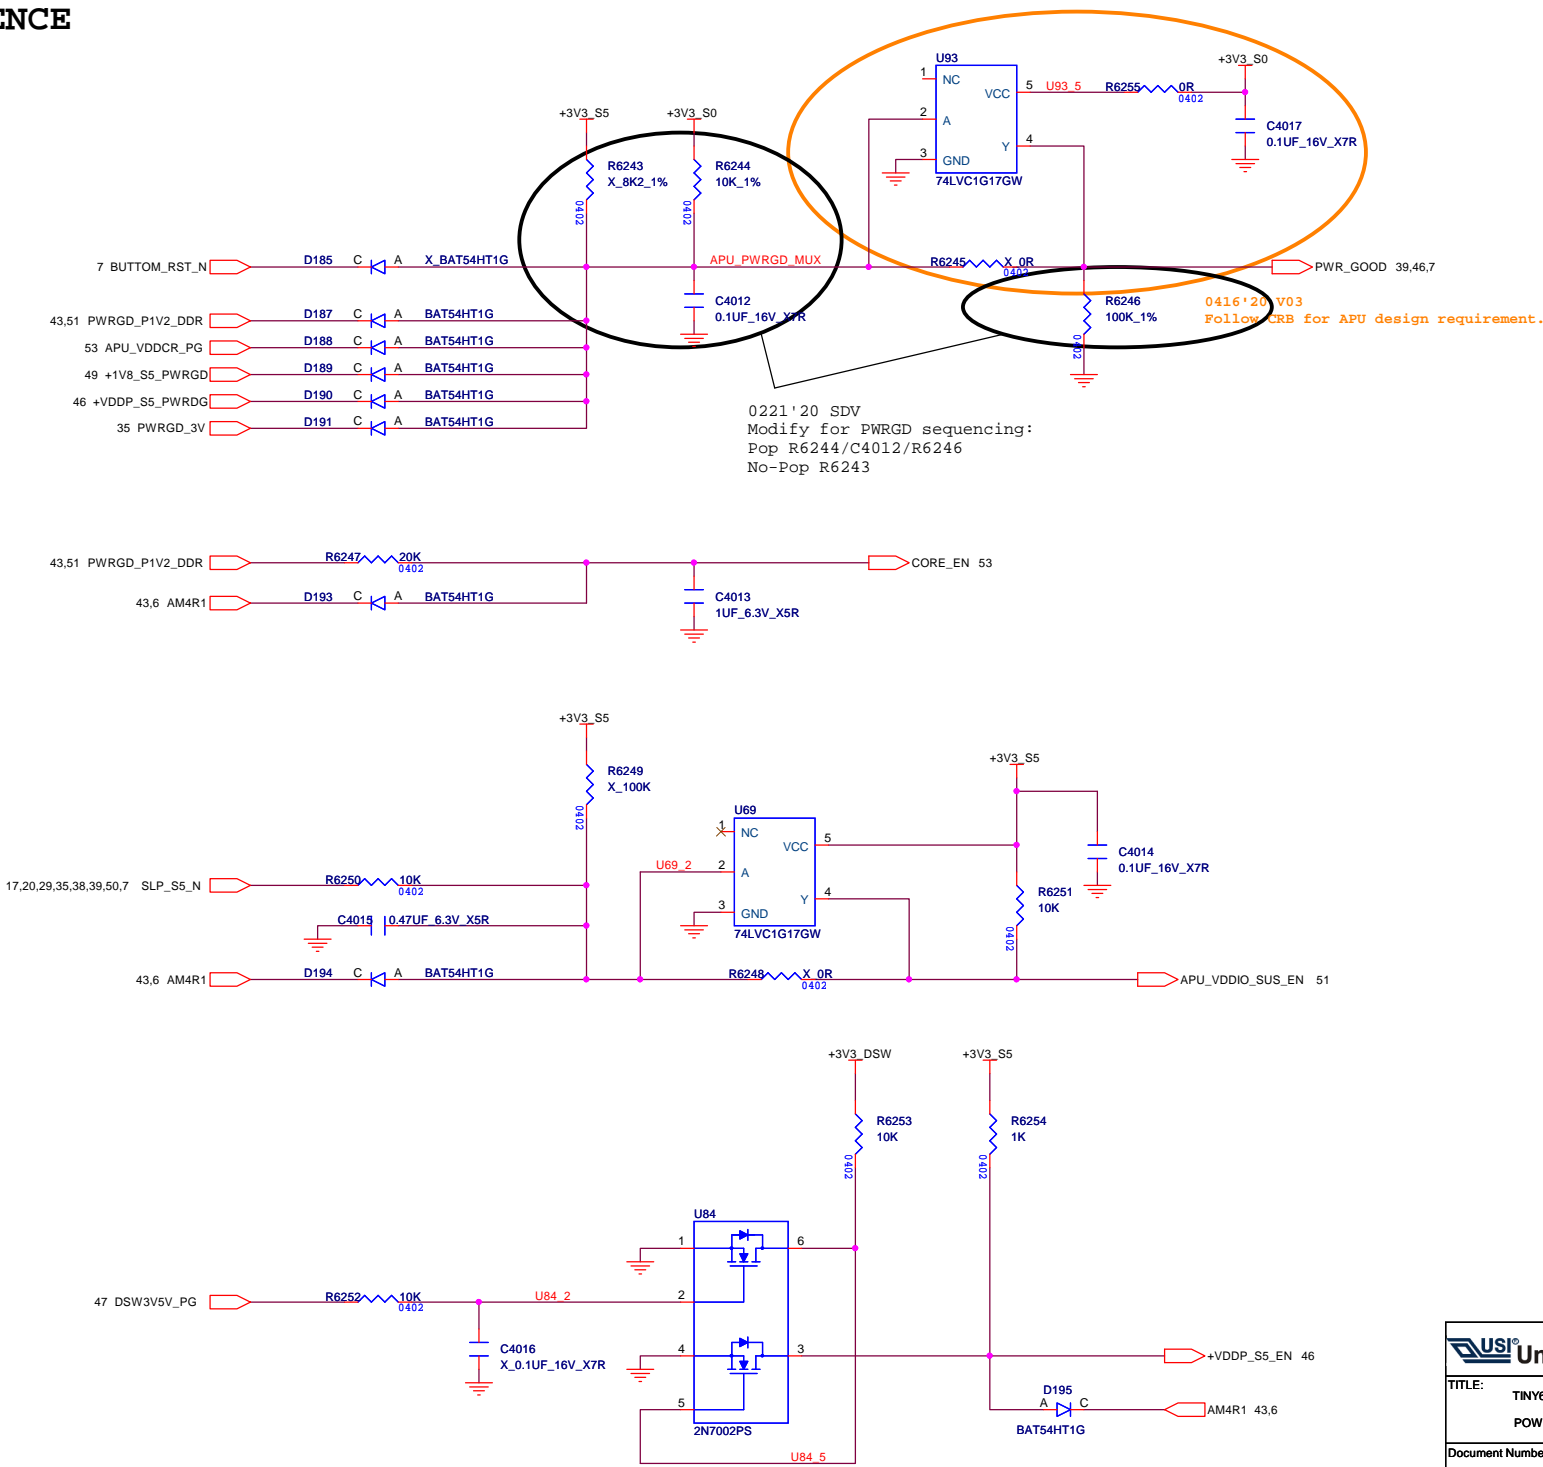 ENCE
+3V3_S5
+3V3_S0
R6243
X_8K2_1%
0402
R6244
10K_1%
0402
U93
1 NC
VCC 5
2 A
Y 4
3 GND
74LVC1G17GW
U93_5
R6255 0R
0402
+3V3_S0
C4017
0.1UF_16V_X7R
7 BUTTOM_RST_N
D185 C A X_BAT54HT1G
APU_PWRGD_MUX
R6245 X_0R
0402
PWR_GOOD 39,46,7
C4012
0.1UF_16V_X7R
R6246
100K_1%
0402
0416'20 V03
Follow CRB for APU design requirement.
43,51 PWRGD_P1V2_DDR
D187 C A BAT54HT1G
53 APU_VDDCR_PG
D188 C A BAT54HT1G
49 +1V8_S5_PWRGD
D189 C A BAT54HT1G
46 +VDDP_S5_PWRDG
D190 C A BAT54HT1G
35 PWRGD_3V
D191 C A BAT54HT1G
0221'20 SDV
Modify for PWRGD sequencing:
Pop R6244/C4012/R6246
No-Pop R6243
43,51 PWRGD_P1V2_DDR
R6247 20K
0402
CORE_EN 53
43,6 AM4R1
D193 C A BAT54HT1G
C4013
1UF_6.3V_X5R
+3V3_S5
R6249
X_100K
0402
+3V3_S5
U69
1 NC
VCC 5
U69_2
2 A
Y 4
3 GND
74LVC1G17GW
C4014
0.1UF_16V_X7R
R6251
10K
0402
17,20,29,35,38,39,50,7 SLP_S5_N
R6250 10K
0402
C4015 0.47UF_6.3V_X5R
43,6 AM4R1
D194 C A BAT54HT1G
R6248 X_0R
0402
APU_VDDIO_SUS_EN 51
+3V3_DSW
+3V3_S5
R6253
10K
0402
R6254
1K
0402
U84
1
6
47 DSW3V5V_PG
R6252 10K
0402
U84_2
2
C4016
X_0.1UF_16V_X7R
4
3
+VDDP_S5_EN 46
5
2N7002PS
U84_5
D195
A C
BAT54HT1G
AM4R1 43,6
USI® Un
TITLE:
TINY6
POW
Document Numbe